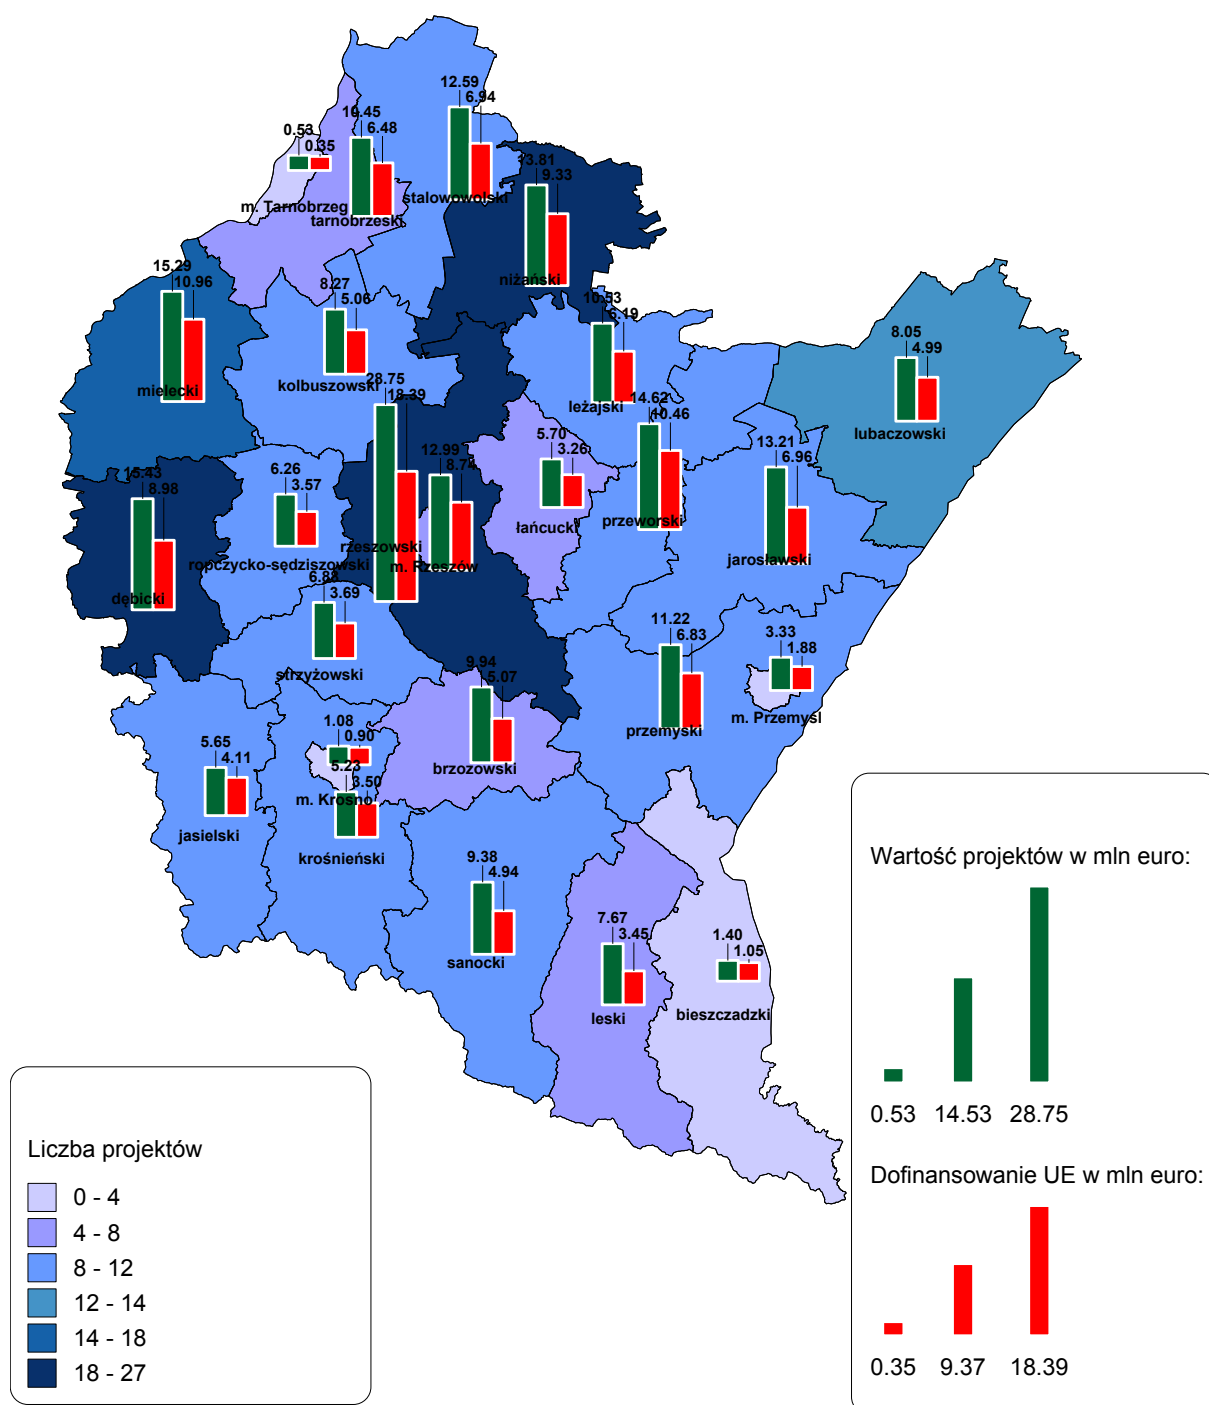 12.59
6.94
10.45
6.48
0.53
0.35
m. Tarnobrzeg
tarnobrzeski
stalowowolski
13.81
9.33
niżański
15.29
10.96
mielecki
8.27
5.06
kolbuszowski
10.53
6.19
leżajski
8.05
4.99
lubaczowski
28.75
18.39
rzeszowski
12.99
8.74
m. Rzeszów
5.70
3.26
łańcucki
14.62
10.46
przeworski
13.21
6.96
jarosławski
15.43
8.98
dębicki
6.26
3.57
ropczycko-sędziszowski
6.88
3.69
strzyżowski
11.22
6.83
przemyski
3.33
1.88
m. Przemyśl
9.94
5.07
brzozowski
1.08
0.90
m. Krosno
5.23
3.50
krośnieński
5.65
4.11
jasielski
9.38
4.94
sanocki
7.67
3.45
leski
1.40
1.05
bieszczadzki
Liczba projektów
0 - 4
4 - 8
8 - 12
12 - 14
14 - 18
18 - 27
Wartość projektów w mln euro:
0.53 14.53 28.75
Dofinansowanie UE w mln euro:
0.35 9.37 18.39